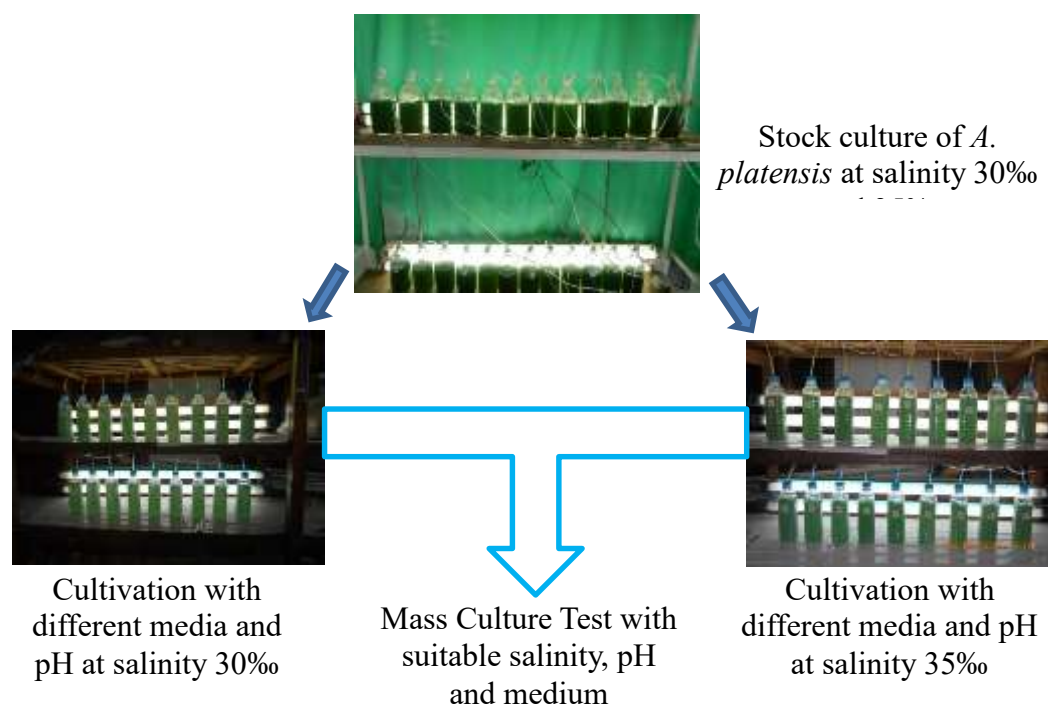 Stock culture of A.
platensis at salinity 30‰
Cultivation with
different media and
pH at salinity 30‰
Mass Culture Test with
suitable salinity, pH
and medium
Cultivation with
different media and pH
at salinity 35‰